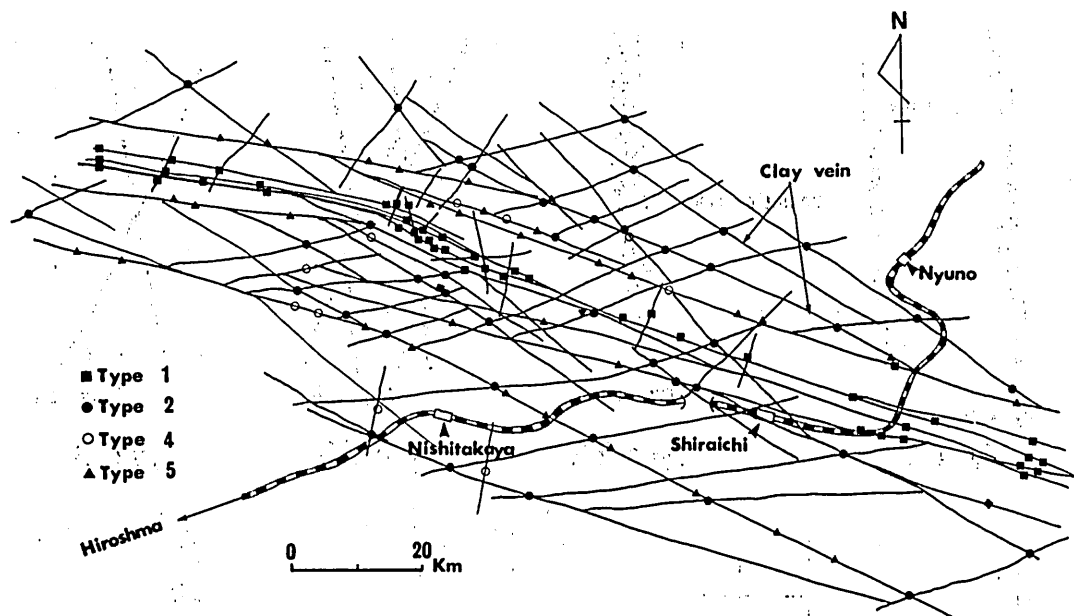 N
Clay vein
Nyuno
Type 1
Type 2
Type 4
Type 5
Nishitakaya
Shiraichi
Hiroshma
0 20 Km